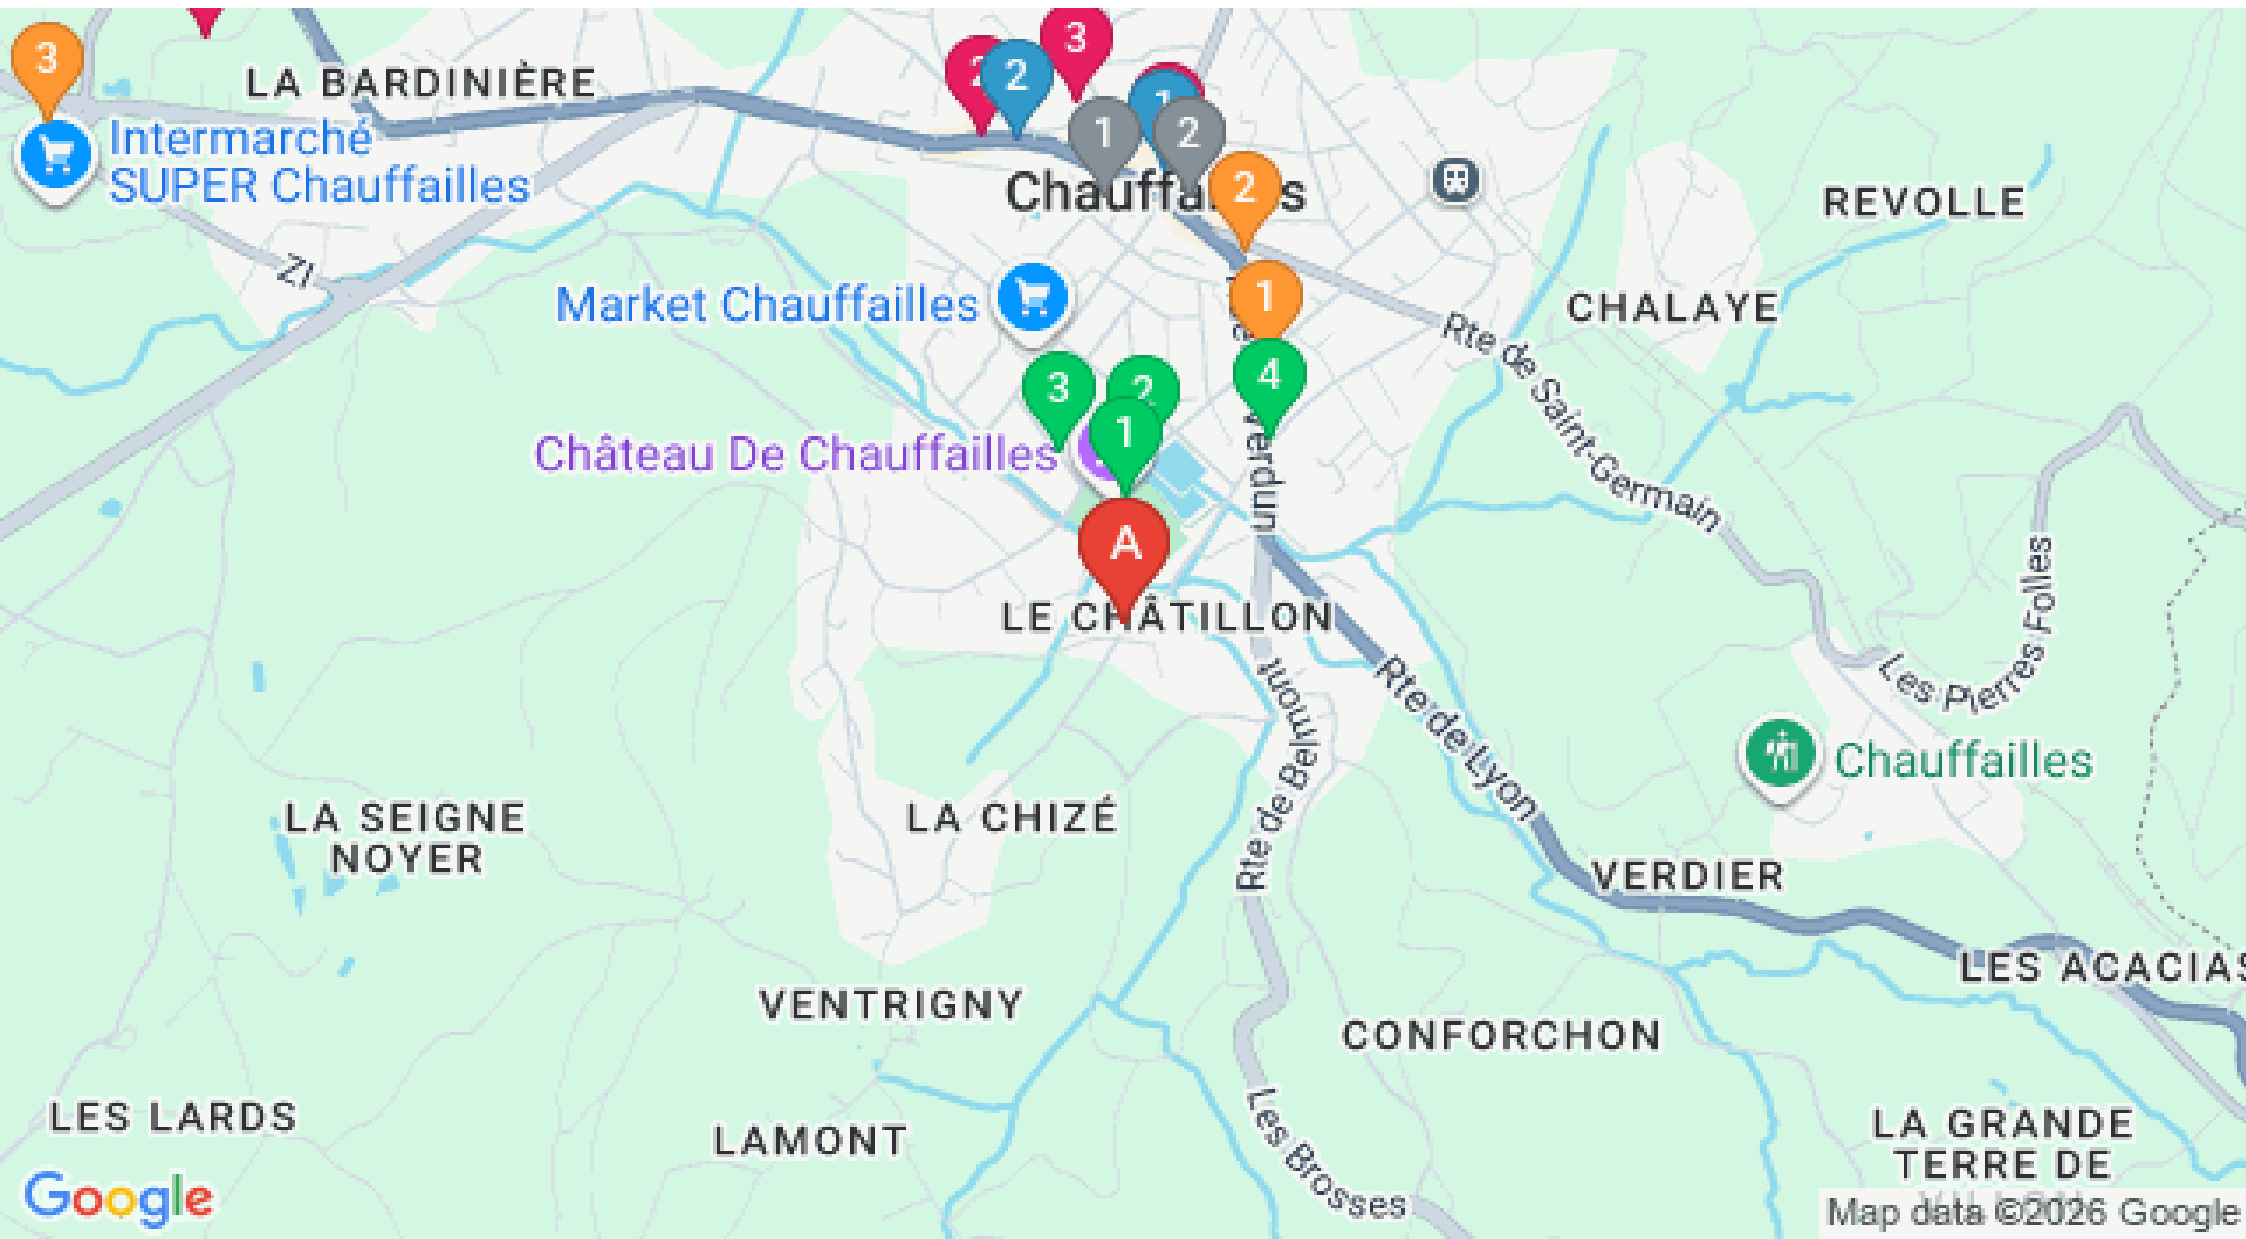 3
LA BARDINIÈRE
2
2
3
1
1
2
Intermarché
SUPER Chauffailles
2
REVOLLE
ZI
Market Chauffailles
1
CHALAYE
Rte de Saint-Germain
3
2
4
1
Château De Chauffailles
Verdun
A
LE CHÂTILLON
Les Pierres Folles
Rte de Belmont
Rte de Lyon
Chauffailles
LA SEIGNE
NOYER
LA CHIZÉ
VERDIER
LES ACACIAS
VENTRIGNY
CONFORCHON
LES LARDS
LAMONT
Les Brosses
LA GRANDE
TERRE DE
Google
Map data ©2026 Google